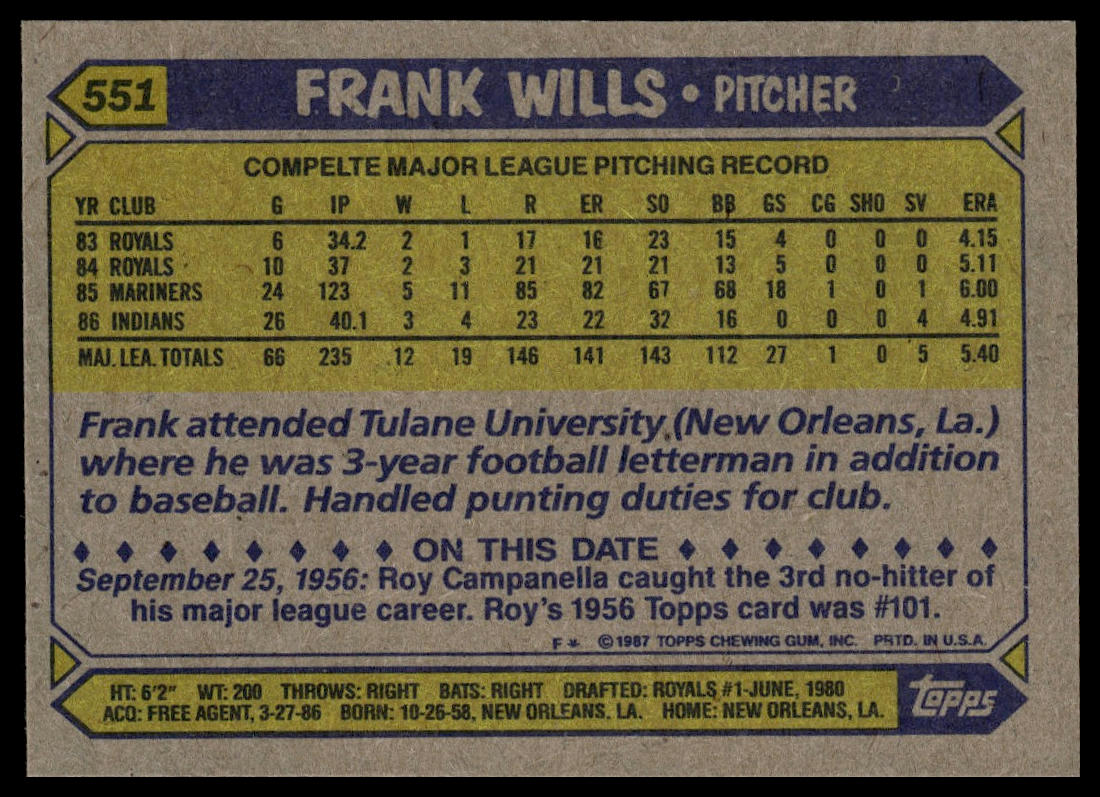 551 FRANK WILLS • PITCHER
COMPELTE MAJOR LEAGUE PITCHING RECORD
YR CLUB G IP W L R ER SO BB GS CG SHO SV ERA
83 ROYALS 6 34.2 2 1 17 16 23 15 4 0 0 0 4.15
84 ROYALS 10 37 2 3 21 21 21 13 5 0 0 0 5.11
85 MARINERS 24 123 5 11 85 82 67 68 18 1 0 1 6.00
86 INDIANS 26 40.1 3 4 23 22 32 16 0 0 0 4 4.91
MAJ. LEA. TOTALS 66 235 12 19 146 141 143 112 27 1 0 5 5.40
Frank attended Tulane University (New Orleans, La.)
where he was 3-year football letterman in addition
to baseball. Handled punting duties for club.
♦ ♦ ♦ ♦ ♦ ♦ ♦ ♦ ON THIS DATE ♦ ♦ ♦ ♦ ♦ ♦ ♦ ♦
September 25, 1956: Roy Campanella caught the 3rd no-hitter of
his major league career. Roy's 1956 Topps card was #101.
F * © 1987 TOPPS CHEWING GUM, INC. PRTD. IN U.S.A.
HT: 6'2" WT: 200 THROWS: RIGHT BATS: RIGHT DRAFTED: ROYALS #1-JUNE, 1980
ACQ: FREE AGENT, 3-27-86 BORN: 10-26-58, NEW ORLEANS, LA. HOME: NEW ORLEANS, LA.
Topps